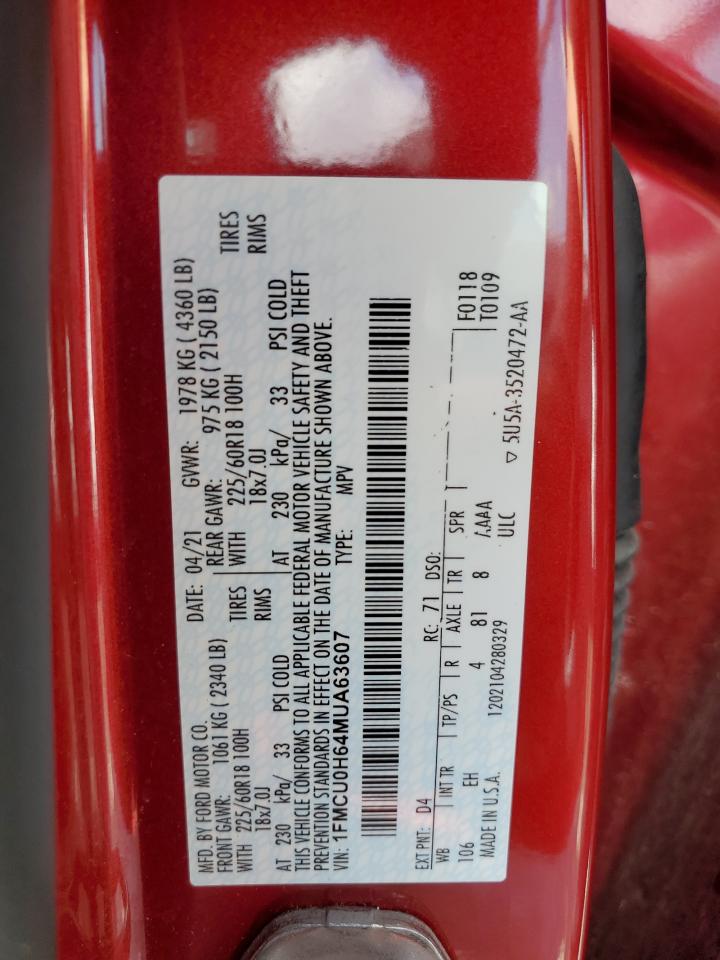 MFD. BY FORD MOTOR CO.
DATE: 04/21 GVWR: 1978 KG ( 4360 LB)
FRONT GAWR: 1061 KG ( 2340 LB) REAR GAWR: 975 KG ( 2150 LB)
WITH 225/60R18 100H TIRES WITH 225/60R18 100H TIRES
18x7.0J RIMS 18x7.0J RIMS
AT 230 kPa/ 33 PSI COLD AT 230 kPa/ 33 PSI COLD
THIS VEHICLE CONFORMS TO ALL APPLICABLE FEDERAL MOTOR VEHICLE SAFETY AND THEFT
PREVENTION STANDARDS IN EFFECT ON THE DATE OF MANUFACTURE SHOWN ABOVE.
VIN: 1FMCU0H64MUA63607 TYPE: MPV
EXT PNT: D4 RC: 71 DSO:
WB INT TR TP/PS R AXLE TR SPR F0118
106 EH 4 81 8 AAA T0109
MADE IN U.S.A. 1202104280329 ULC
▽ 5U5A-3520472-AA